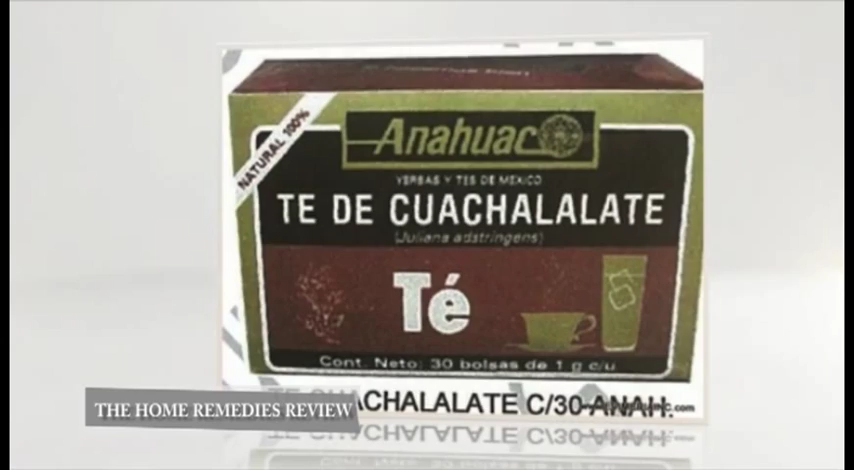 NATURAL 100%
Anahuac
YERBAS Y TES DE MEXICO
TE DE CUACHALALATE
(Juliana adstringens)
Té
Cont. Neto: 30 bolsas de 1 g c/u
CHALALATE C/30 ANAH.
.com
THE HOME REMEDIES REVIEW